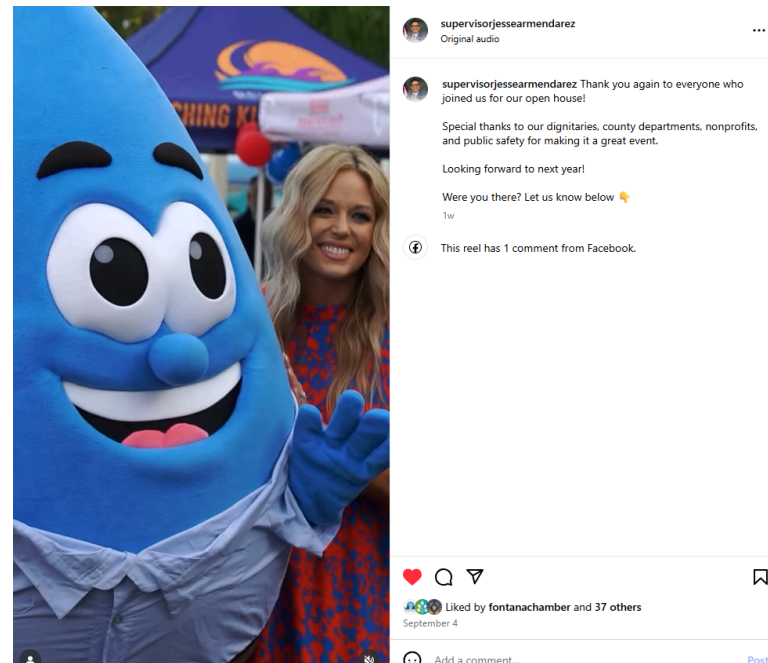 supervisorjessearmendarez
Original audio
supervisorjessearmendarez Thank you again to everyone who
joined us for our open house!
Special thanks to our dignitaries, county departments, nonprofits,
and public safety for making it a great event.
Looking forward to next year!
Were you there? Let us know below 👇
1w
This reel has 1 comment from Facebook.
Liked by fontanachamber and 37 others
September 4
Add a comment...
Post